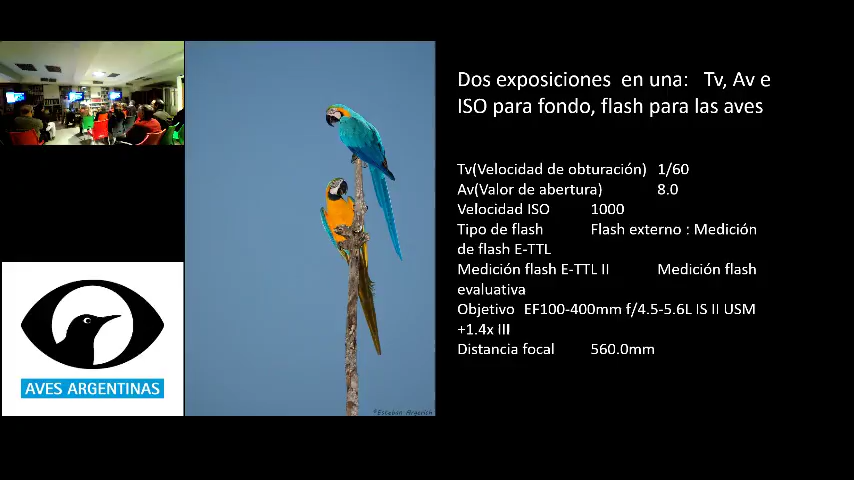 Dos exposiciones en una: Tv, Av e
ISO para fondo, flash para las aves
Tv(Velocidad de obturación) 1/60
Av(Valor de abertura) 8.0
Velocidad ISO 1000
Tipo de flash Flash externo : Medición
de flash E-TTL
Medición flash E-TTL II Medición flash
evaluativa
Objetivo EF100-400mm f/4.5-5.6L IS II USM
+1.4x III
Distancia focal 560.0mm
AVES ARGENTINAS
©Esteban Argerich